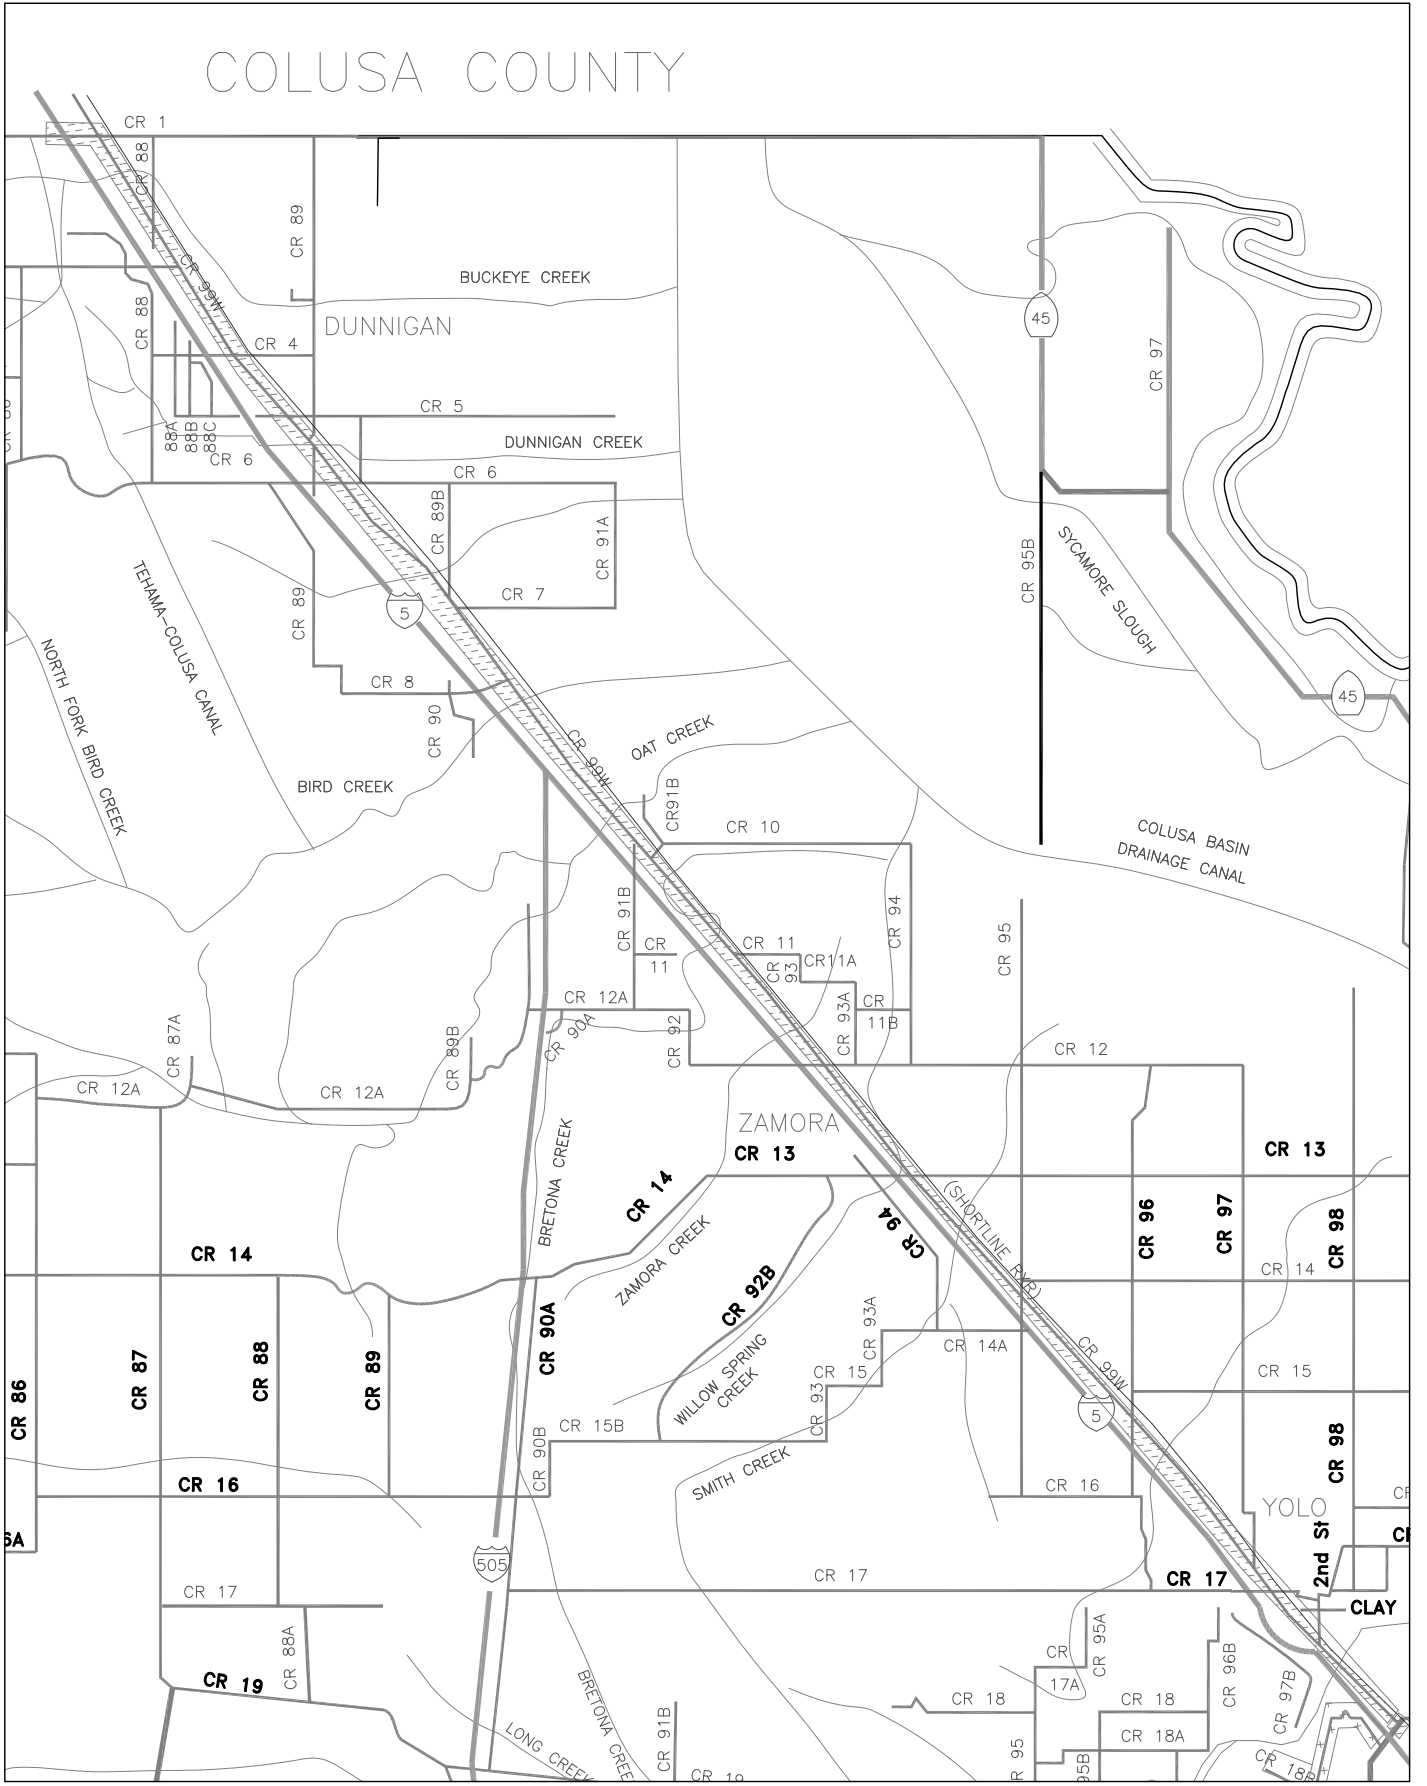 COLUSA COUNTY
CR 1
CR 88
CR 89
CR 99W
BUCKEYE CREEK
CR 88
DUNNIGAN
45
CR 4
CR 97
CR 5
88A
88B
88C
DUNNIGAN CREEK
CR 6
CR 6
CR 89B
CR 91A
CR 95B
SYCAMORE SLOUGH
TEHAMA-COLUSA CANAL
CR 89
5
CR 7
NORTH FORK BIRD CREEK
CR 8
45
CR 90
OAT CREEK
CR 99W
BIRD CREEK
CR91B
CR 10
COLUSA BASIN
DRAINAGE CANAL
CR 91B
CR
11
CR 11
CR
93
CR11A
CR 94
CR 95
CR 12A
CR 90A
CR 92
CR 93A
CR
11B
CR 87A
CR 89B
CR 12
CR 12A
CR 12A
ZAMORA
CR 13
CR 13
BRETONA CREEK
CR 14
CR 94
(SHORTLINE RXR)
CR 96
CR 97
CR 98
CR 14
ZAMORA CREEK
CR 92B
CR 14
CR 90A
CR 93A
CR 14A
CR 99W
CR 86
CR 87
CR 88
CR 89
WILLOW SPRING
CREEK
CR 15
CR 93
CR 15
5
CR 15B
CR 90B
SMITH CREEK
CR 98
CR 16
CR 16
YOLO
2nd St
505
CR 17
CR 17
CR 17
CLAY
CR 88A
CR 19
CR
17A
CR 95A
CR 96B
CR 97B
BRETONA CREEK
CR 18
CR 18
LONG CREEK
CR 91B
CR 18A
CR 19